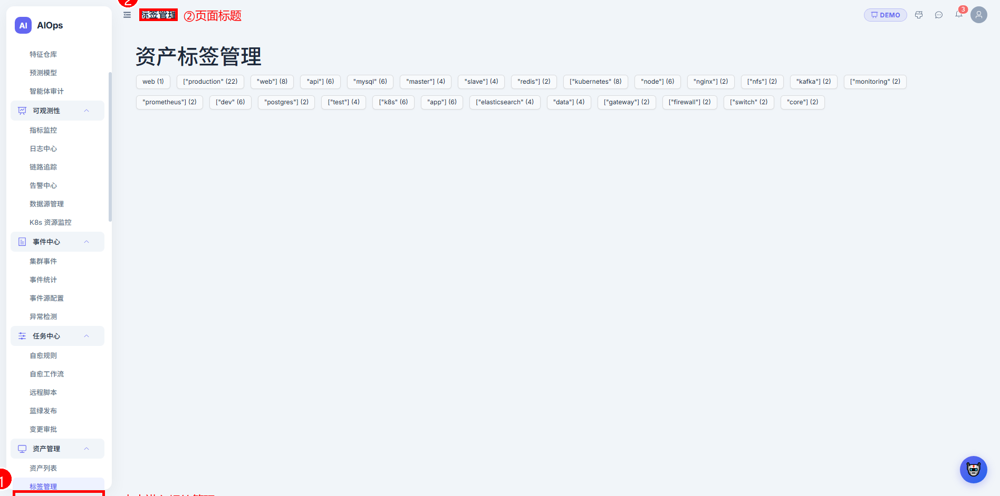 AI AIOps
特征仓库
预测模型
智能体审计
可观测性
指标监控
日志中心
链路追踪
告警中心
数据源管理
K8s 资源监控
事件中心
集群事件
事件统计
事件源配置
异常检测
任务中心
自愈规则
自愈工作流
远程脚本
蓝绿发布
变更审批
资产管理
资产列表
1
标签管理
2
标签管理 ②页面标题
DEMO
3
资产标签管理
web (1) ["production" (22) "web"] (8) "api"] (6) "mysql" (6) "master"] (4) "slave"] (4) "redis"] (2) ["kubernetes" (8) "node"] (6) "nginx"] (2) ["nfs"] (2) "kafka"] (2) ["monitoring" (2)
"prometheus"] (2) ["dev" (6) "postgres"] (2) ["test"] (4) ["k8s" (6) "app"] (6) ["elasticsearch" (4) "data"] (4) ["gateway"] (2) ["firewall"] (2) ["switch" (2) "core"] (2)